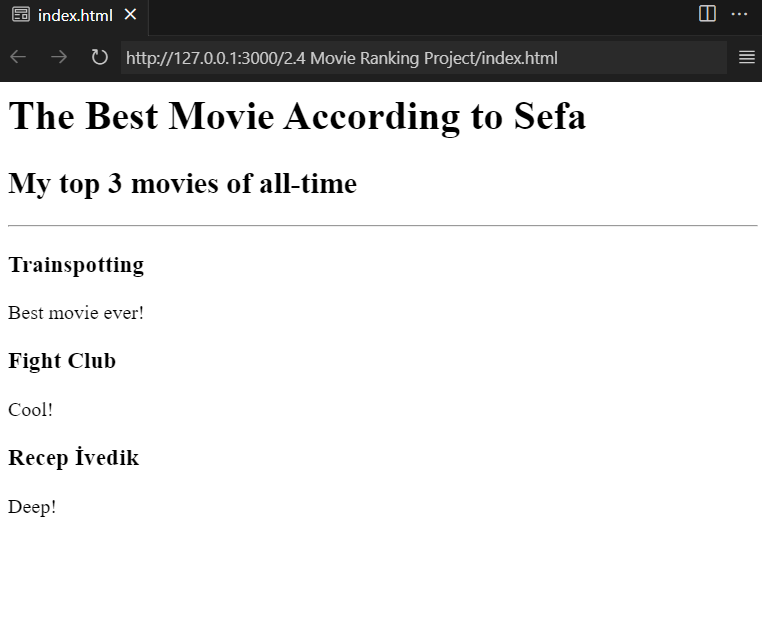 index.html
http://127.0.0.1:3000/2.4 Movie Ranking Project/index.html
The Best Movie According to Sefa
My top 3 movies of all-time
Trainspotting
Best movie ever!
Fight Club
Cool!
Recep İvedik
Deep!